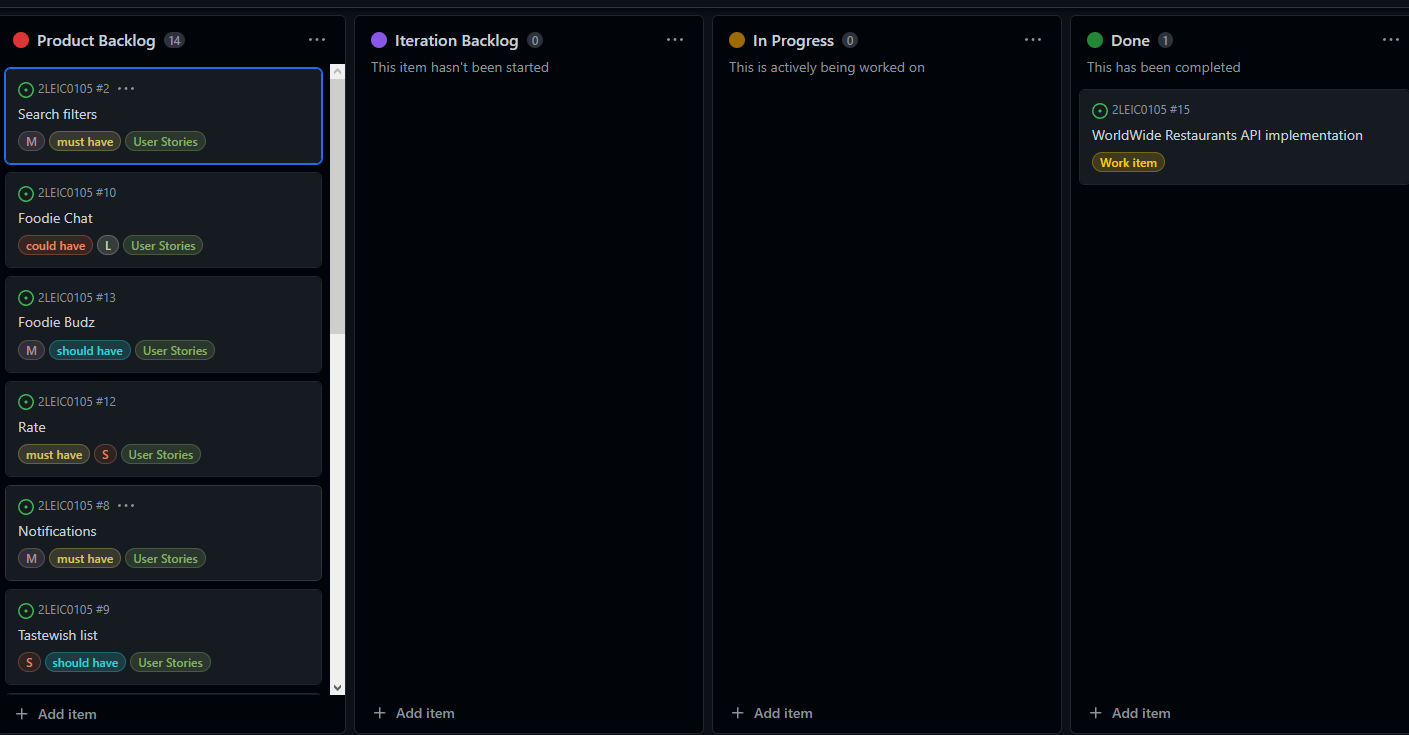 Product Backlog 14
2LEIC0105 #2
Search filters
M must have User Stories
2LEIC0105 #10
Foodie Chat
could have L User Stories
2LEIC0105 #13
Foodie Budz
M should have User Stories
2LEIC0105 #12
Rate
must have S User Stories
2LEIC0105 #8
Notifications
M must have User Stories
2LEIC0105 #9
Tastewish list
S should have User Stories
+ Add item
Iteration Backlog 0
This item hasn't been started
+ Add item
In Progress 0
This is actively being worked on
+ Add item
Done 1
This has been completed
2LEIC0105 #15
WorldWide Restaurants API implementation
Work item
+ Add item